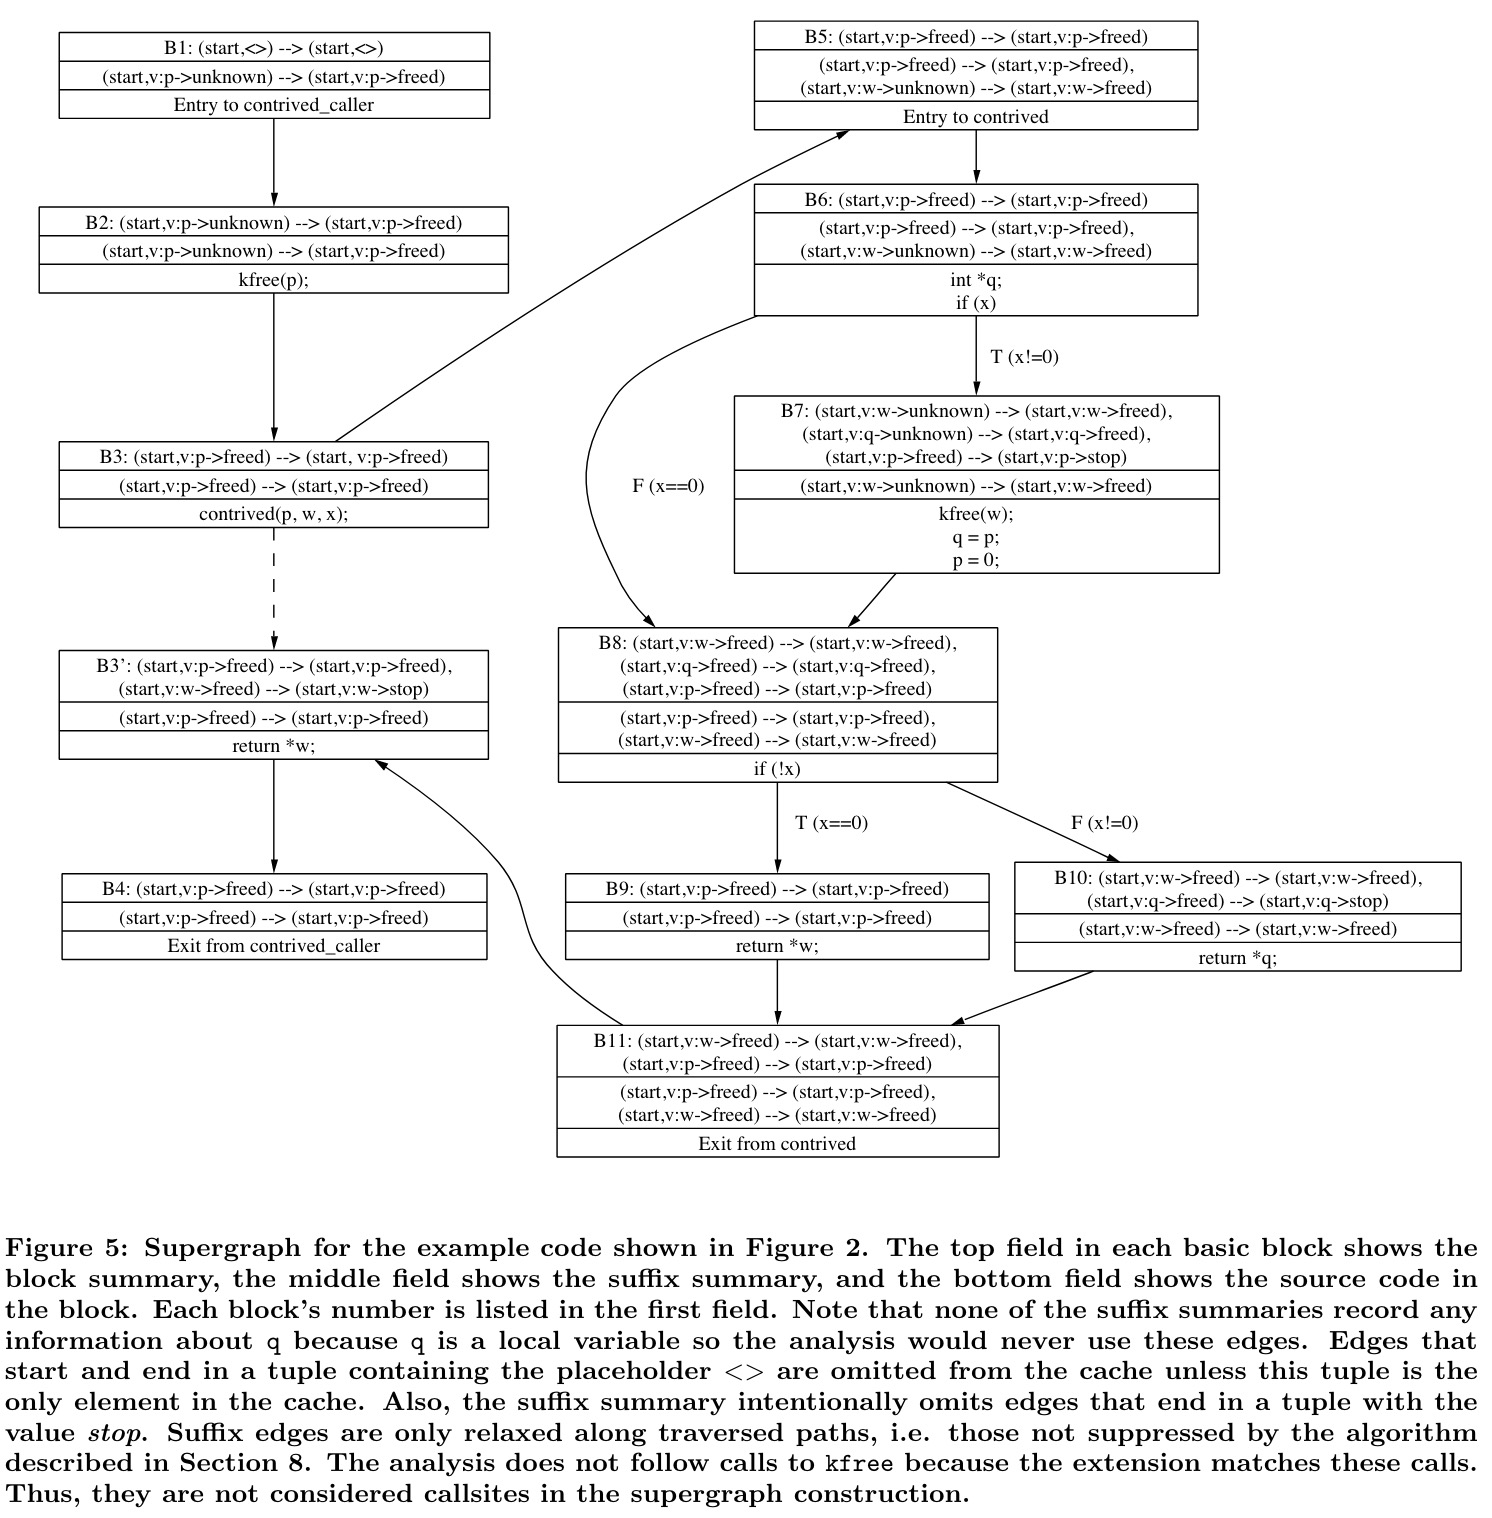 B1: (start,<>) --> (start,<>)
(start,v:p->unknown) --> (start,v:p->freed)
Entry to contrived_caller
B2: (start,v:p->unknown) --> (start,v:p->freed)
(start,v:p->unknown) --> (start,v:p->freed)
kfree(p);
B3: (start,v:p->freed) --> (start, v:p->freed)
(start,v:p->freed) --> (start,v:p->freed)
contrived(p, w, x);
B3’: (start,v:p->freed) --> (start,v:p->freed),
(start,v:w->freed) --> (start,v:w->stop)
(start,v:p->freed) --> (start,v:p->freed)
return *w;
B4: (start,v:p->freed) --> (start,v:p->freed)
(start,v:p->freed) --> (start,v:p->freed)
Exit from contrived_caller
B5: (start,v:p->freed) --> (start,v:p->freed)
(start,v:p->freed) --> (start,v:p->freed),
(start,v:w->unknown) --> (start,v:w->freed)
Entry to contrived
B6: (start,v:p->freed) --> (start,v:p->freed)
(start,v:p->freed) --> (start,v:p->freed),
(start,v:w->unknown) --> (start,v:w->freed)
int *q;
if (x)
T (x!=0)
F (x==0)
B7: (start,v:w->unknown) --> (start,v:w->freed),
(start,v:q->unknown) --> (start,v:q->freed),
(start,v:p->freed) --> (start,v:p->stop)
(start,v:w->unknown) --> (start,v:w->freed)
kfree(w);
q = p;
p = 0;
B8: (start,v:w->freed) --> (start,v:w->freed),
(start,v:q->freed) --> (start,v:q->freed),
(start,v:p->freed) --> (start,v:p->freed)
(start,v:p->freed) --> (start,v:p->freed),
(start,v:w->freed) --> (start,v:w->freed)
if (!x)
T (x==0)
F (x!=0)
B9: (start,v:p->freed) --> (start,v:p->freed)
(start,v:p->freed) --> (start,v:p->freed)
return *w;
B10: (start,v:w->freed) --> (start,v:w->freed),
(start,v:q->freed) --> (start,v:q->stop)
(start,v:w->freed) --> (start,v:w->freed)
return *q;
B11: (start,v:w->freed) --> (start,v:w->freed),
(start,v:p->freed) --> (start,v:p->freed)
(start,v:p->freed) --> (start,v:p->freed),
(start,v:w->freed) --> (start,v:w->freed)
Exit from contrived
Figure 5: Supergraph for the example code shown in Figure 2. The top field in each basic block shows the
block summary, the middle field shows the suffix summary, and the bottom field shows the source code in
the block. Each block's number is listed in the first field. Note that none of the suffix summaries record any
information about q because q is a local variable so the analysis would never use these edges. Edges that
start and end in a tuple containing the placeholder <> are omitted from the cache unless this tuple is the
only element in the cache. Also, the suffix summary intentionally omits edges that end in a tuple with the
value stop. Suffix edges are only relaxed along traversed paths, i.e. those not suppressed by the algorithm
described in Section 8. The analysis does not follow calls to kfree because the extension matches these calls.
Thus, they are not considered callsites in the supergraph construction.